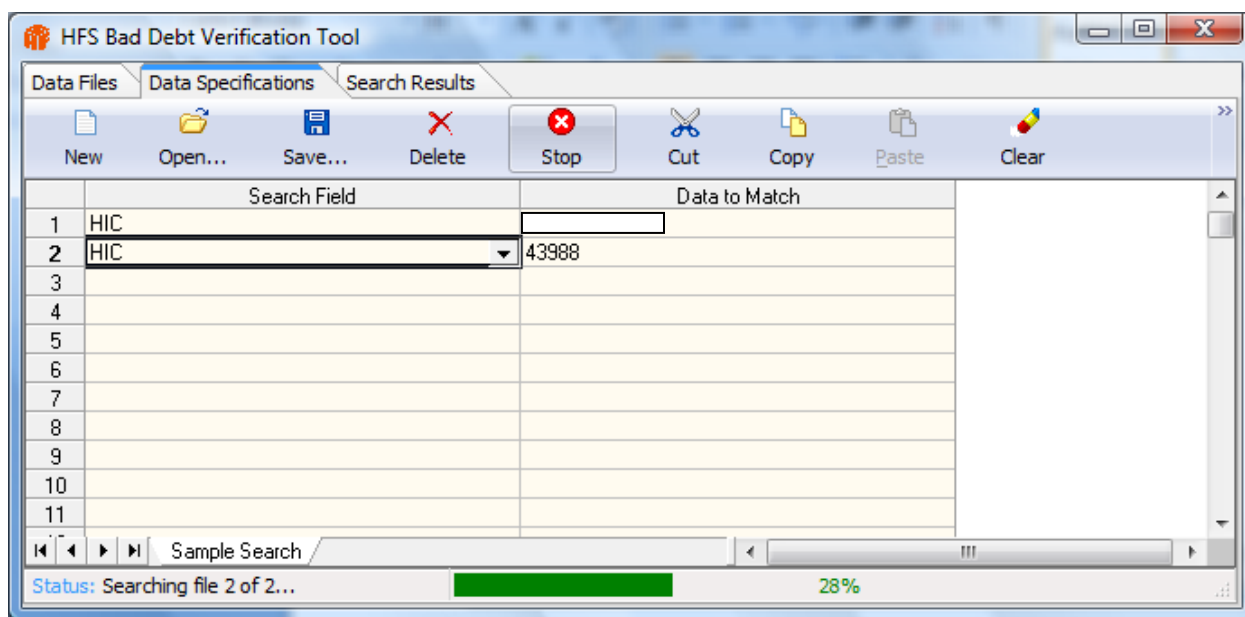 HFS Bad Debt Verification Tool
Data Files Data Specifications Search Results
New Open... Save... Delete Stop Cut Copy Paste Clear
Search Field Data to Match
1 HIC
2 HIC 43988
3
4
5
6
7
8
9
10
11
Sample Search
Status: Searching file 2 of 2... 28%